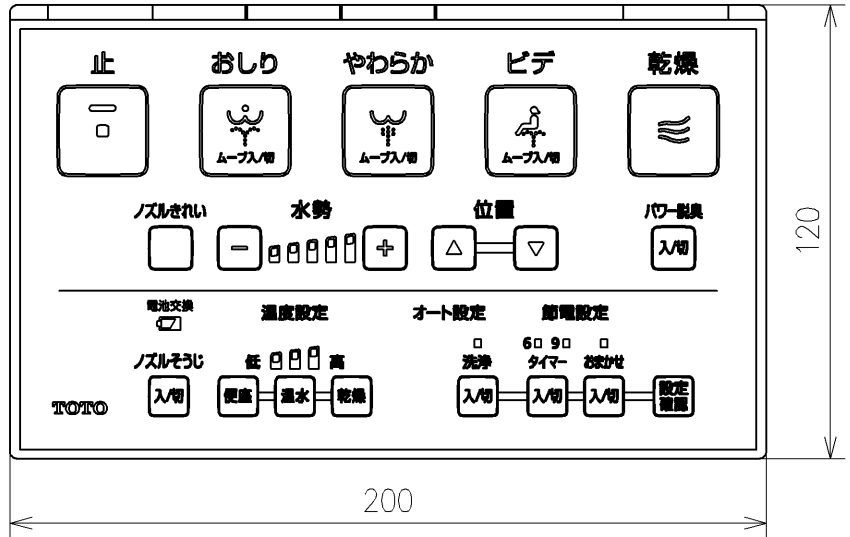 止 おしり やわらか ビデ 乾燥
ムーブ入/切 ムーブ入/切 ムーブ入/切
ノズルきれい 水勢 位置 パワー脱臭
− + △ ▽ 入/切
電池交換 温度設定 オート設定 節電設定
6 9
ノズルそうじ 低 高 洗浄 タイマー おまかせ
入/切 便座 温水 乾燥 入/切 入/切 入/切 設定
確認
TOTO
120
200